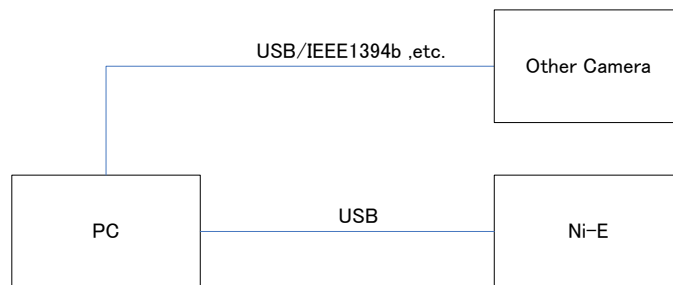 USB/IEEE1394b ,etc.
Other Camera
PC
USB
Ni-E